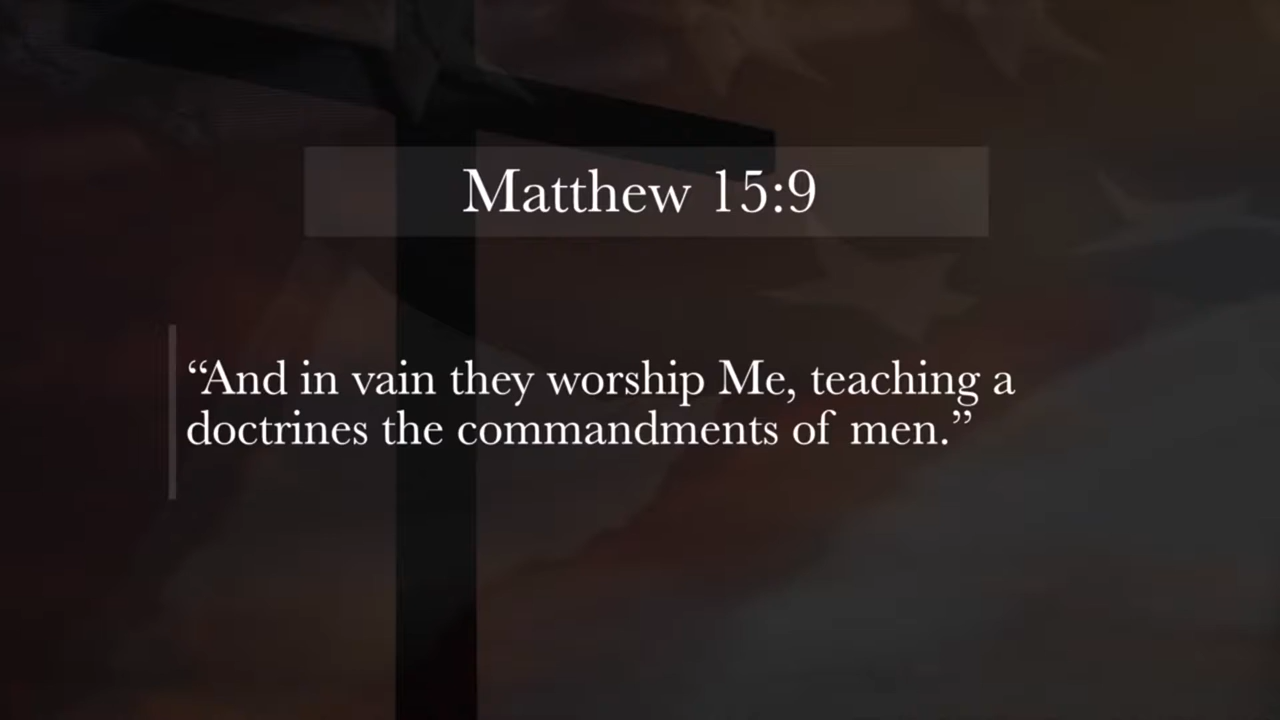 Matthew 15:9
“And in vain they worship Me, teaching a
doctrines the commandments of men.”